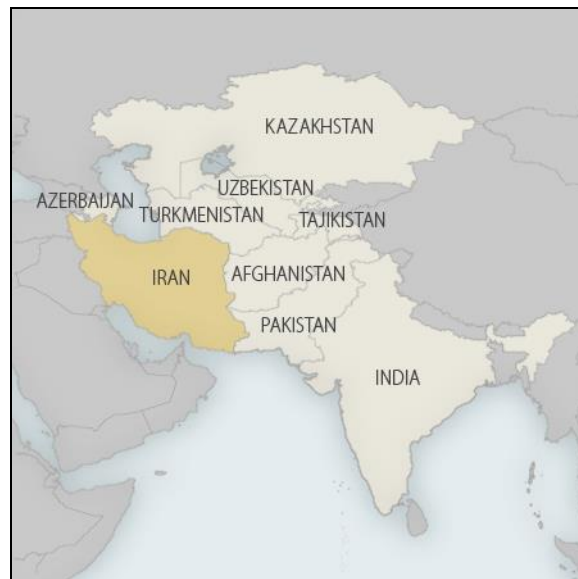 KAZAKHSTAN
UZBEKISTAN
AZERBAIJAN
TURKMENISTAN
TAJIKISTAN
IRAN
AFGHANISTAN
PAKISTAN
INDIA